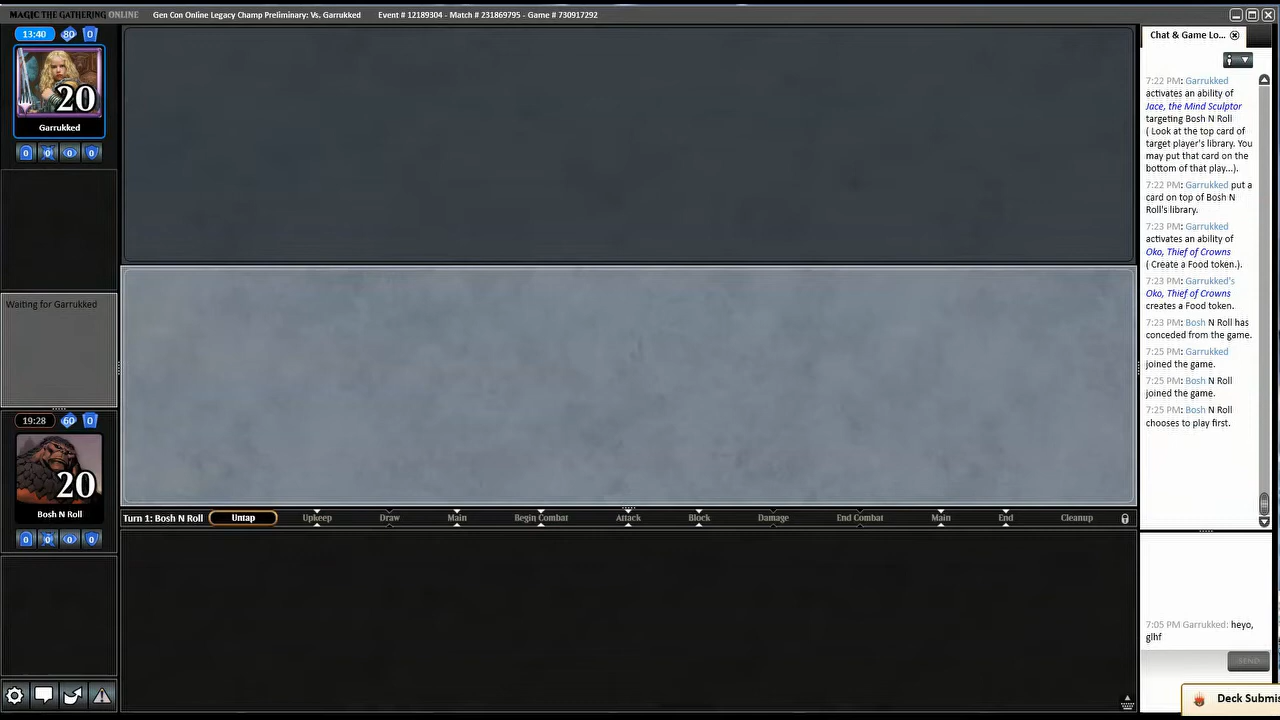 MAGIC THE GATHERING ONLINE Gen Con Online Legacy Champ Preliminary: Vs. Garrukked Event # 12189304 - Match # 231869795 - Game # 730917292
13:40 80 0
20
Garrukked
0 0 0 0
Waiting for Garrukked
19:28 60 0
20
Bosh N Roll
0 0 0 0
Turn 1: Bosh N Roll Untap Upkeep Draw Main Begin Combat Attack Block Damage End Combat Main End Cleanup
Chat & Game Lo...
7:22 PM: Garrukked
activates an ability of
Jace, the Mind Sculptor
targeting Bosh N Roll
( Look at the top card of
target player's library. You
may put that card on the
bottom of that play...).
7:22 PM: Garrukked put a
card on top of Bosh N
Roll's library.
7:23 PM: Garrukked
activates an ability of
Oko, Thief of Crowns
( Create a Food token.).
7:23 PM: Garrukked's
Oko, Thief of Crowns
creates a Food token.
7:23 PM: Bosh N Roll has
conceded from the game.
7:25 PM: Garrukked
joined the game.
7:25 PM: Bosh N Roll
joined the game.
7:25 PM: Bosh N Roll
chooses to play first.
7:05 PM Garrukked: heyo,
glhf
SEND
Deck Submis